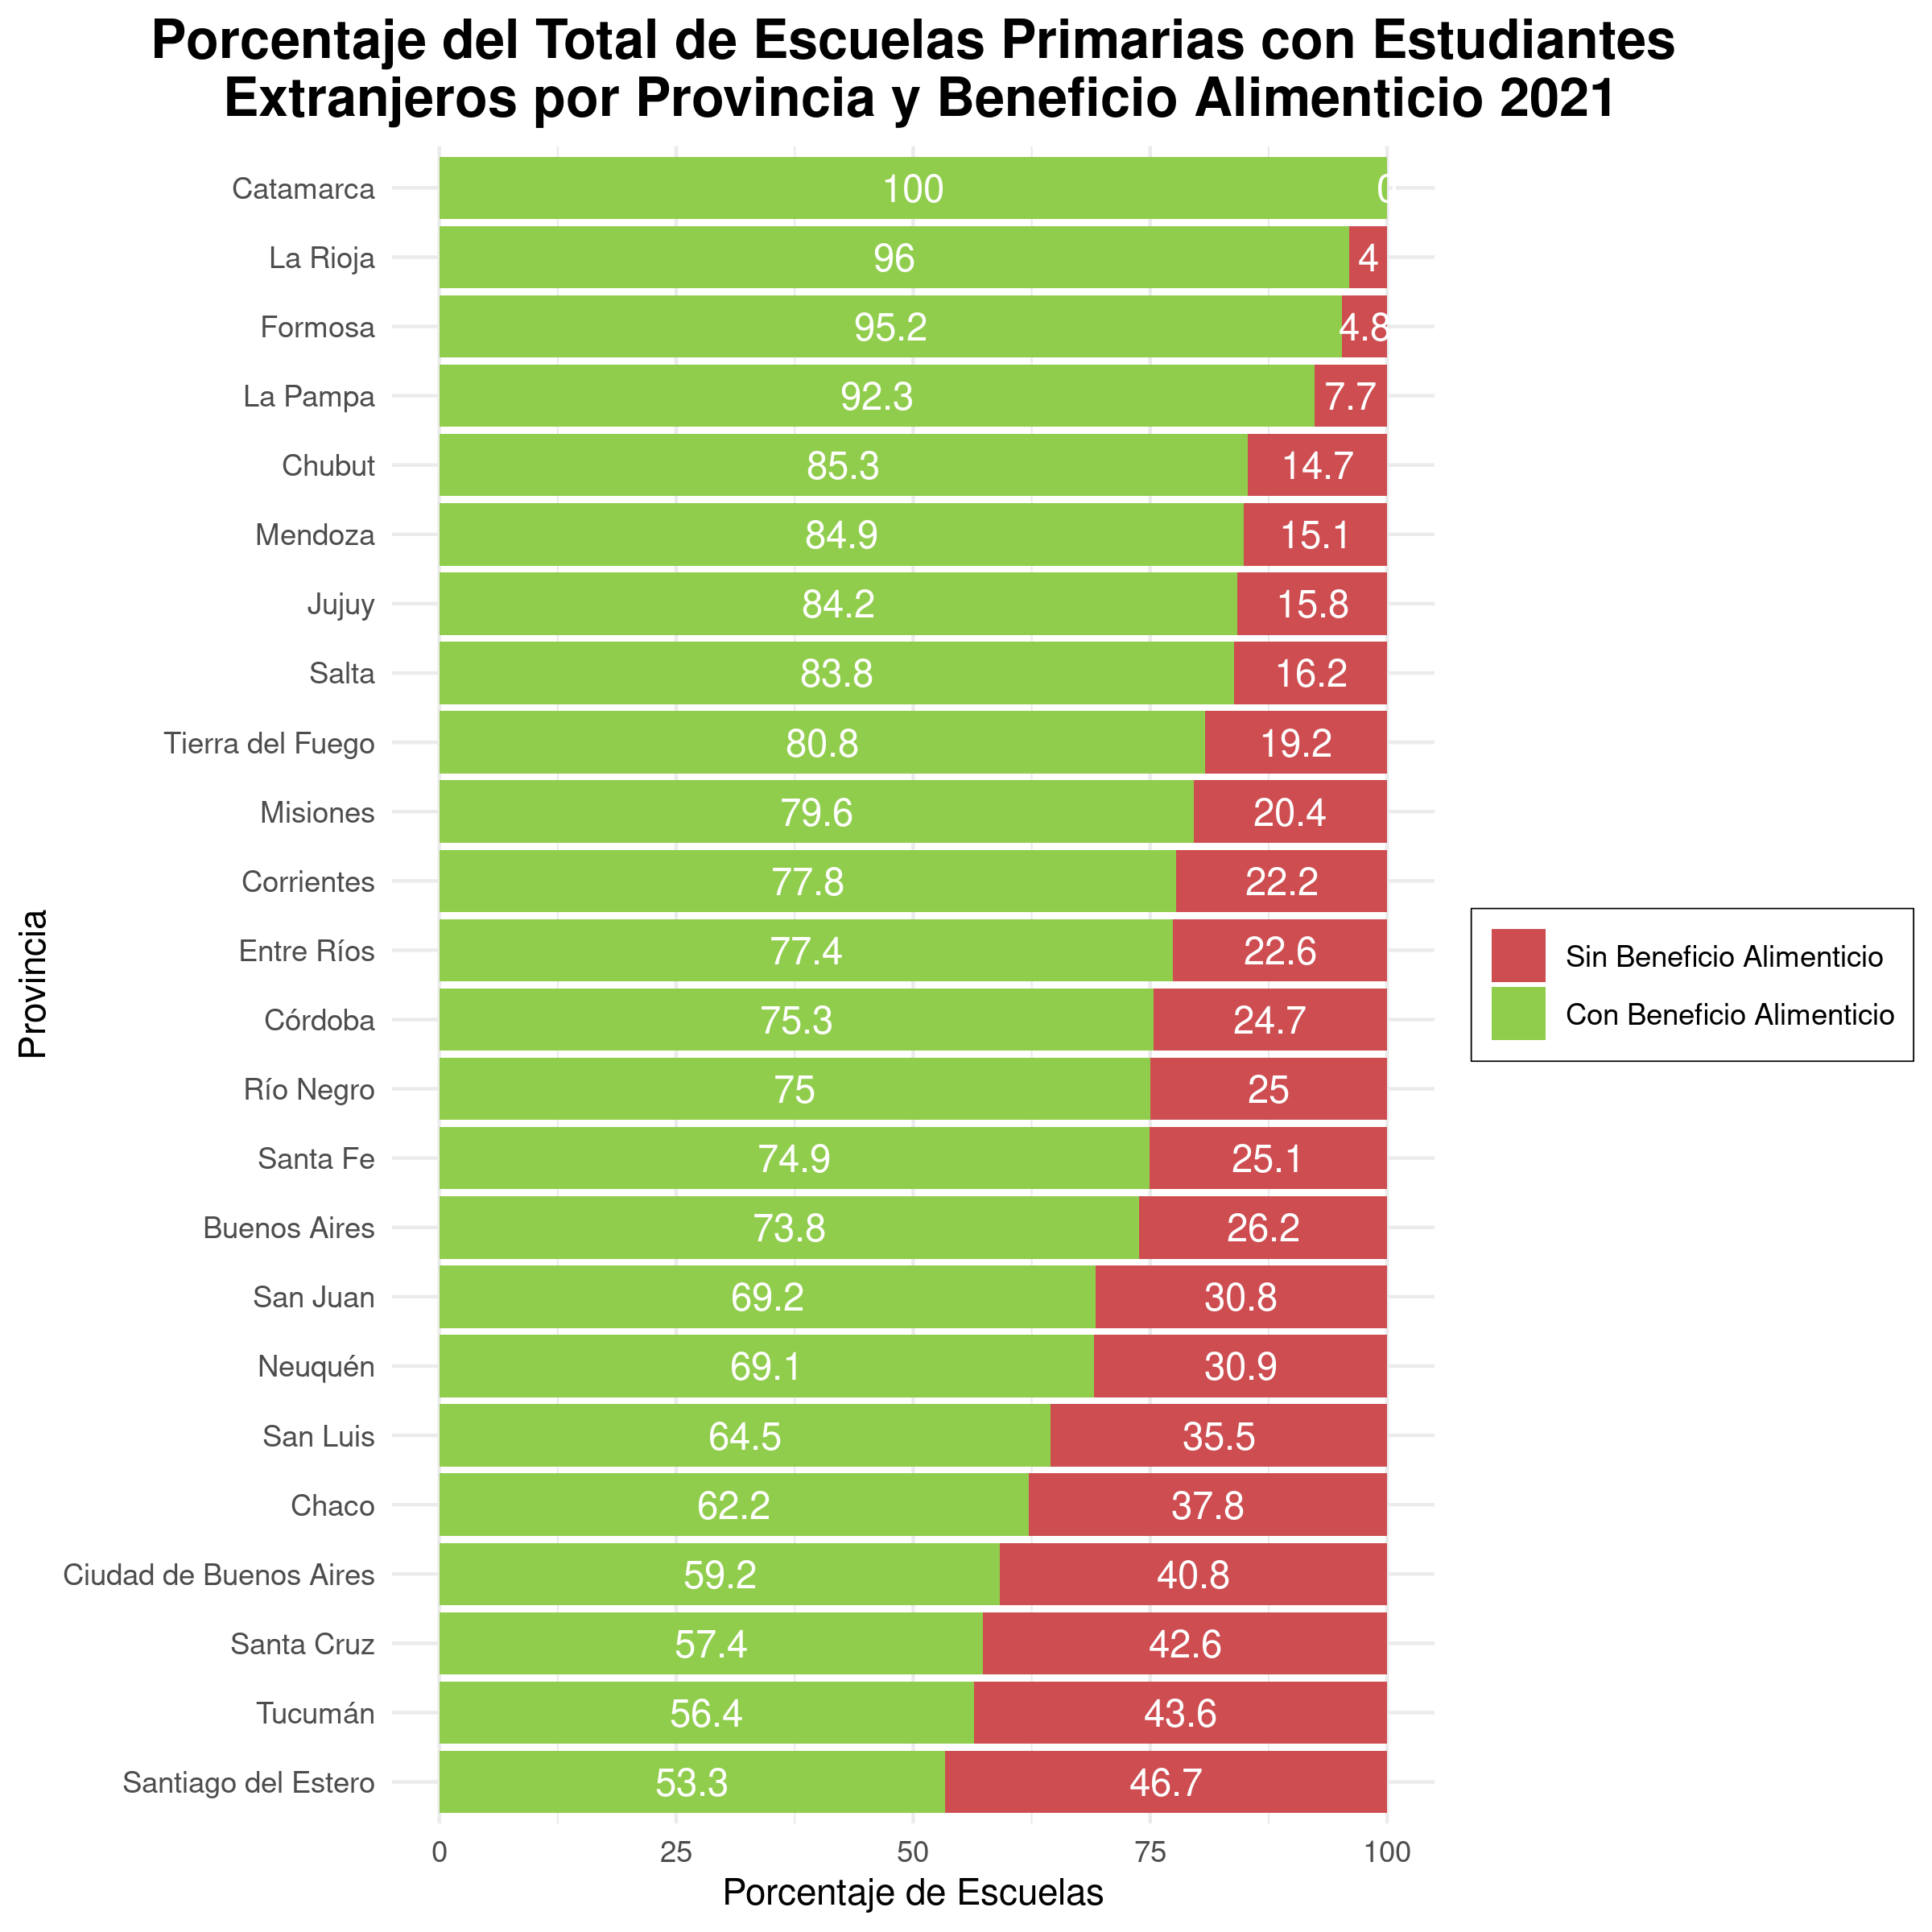 Porcentaje del Total de Escuelas Primarias con Estudiantes
Extranjeros por Provincia y Beneficio Alimenticio 2021
Provincia
Catamarca 100 0
La Rioja 96 4
Formosa 95.2 4.8
La Pampa 92.3 7.7
Chubut 85.3 14.7
Mendoza 84.9 15.1
Jujuy 84.2 15.8
Salta 83.8 16.2
Tierra del Fuego 80.8 19.2
Misiones 79.6 20.4
Corrientes 77.8 22.2
Entre Ríos 77.4 22.6
Córdoba 75.3 24.7
Río Negro 75 25
Santa Fe 74.9 25.1
Buenos Aires 73.8 26.2
San Juan 69.2 30.8
Neuquén 69.1 30.9
San Luis 64.5 35.5
Chaco 62.2 37.8
Ciudad de Buenos Aires 59.2 40.8
Santa Cruz 57.4 42.6
Tucumán 56.4 43.6
Santiago del Estero 53.3 46.7
0 25 50 75 100
Porcentaje de Escuelas
Sin Beneficio Alimenticio
Con Beneficio Alimenticio